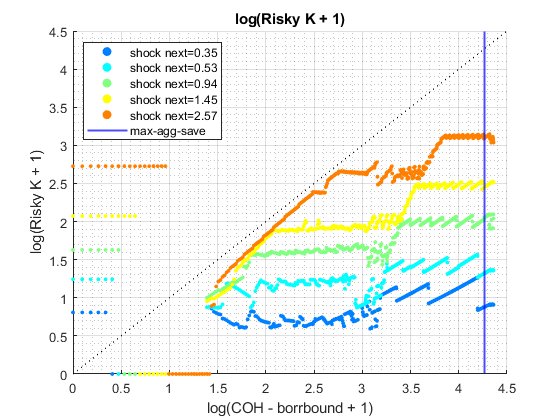 log(Risky K + 1)
4.5
4
3.5
3
2.5
2
1.5
1
0.5
0
log(Risky K + 1)
shock next=0.35
shock next=0.53
shock next=0.94
shock next=1.45
shock next=2.57
max-agg-save
0 0.5 1 1.5 2 2.5 3 3.5 4 4.5
log(COH - borrbound + 1)